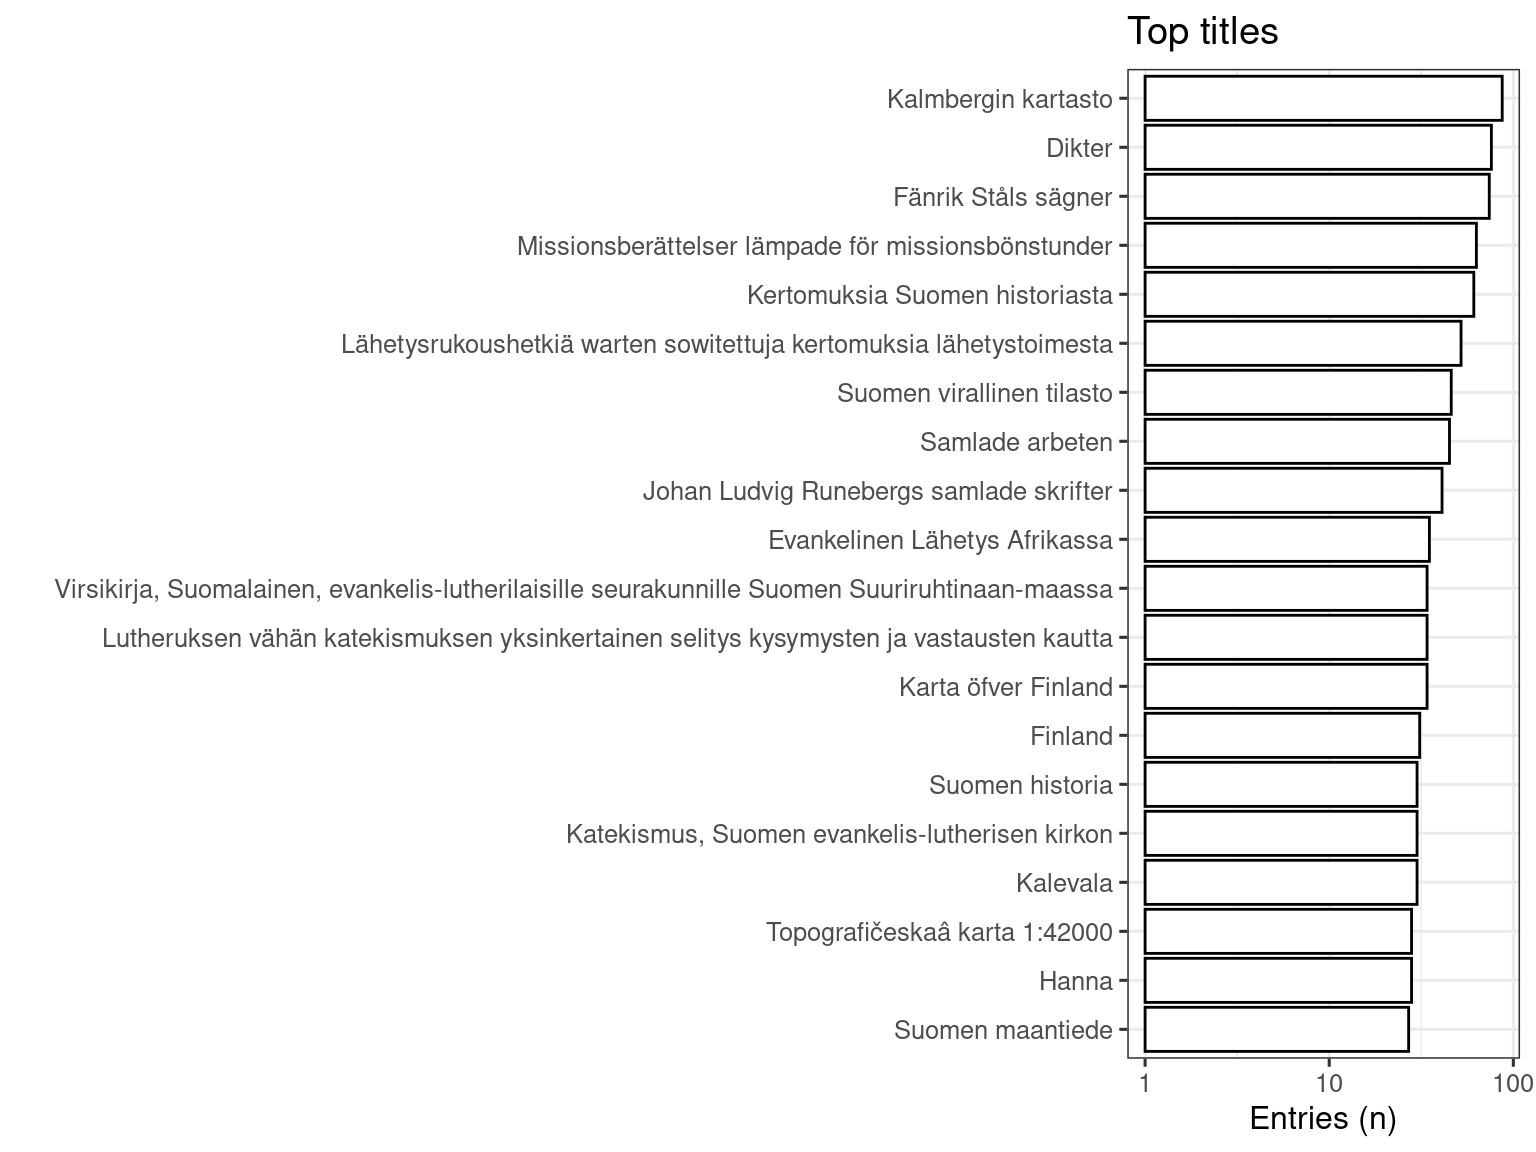 Top titles
Kalmbergin kartasto
Dikter
Fänrik Ståls sägner
Missionsberättelser lämpade för missionsbönstunder
Kertomuksia Suomen historiasta
Lähetysrukoushetkiä warten sowitettuja kertomuksia lähetystoimesta
Suomen virallinen tilasto
Samlade arbeten
Johan Ludvig Runebergs samlade skrifter
Evankelinen Lähetys Afrikassa
Virsikirja, Suomalainen, evankelis-lutherilaisille seurakunnille Suomen Suuriruhtinaan-maassa
Lutheruksen vähän katekismuksen yksinkertainen selitys kysymysten ja vastausten kautta
Karta öfver Finland
Finland
Suomen historia
Katekismus, Suomen evankelis-lutherisen kirkon
Kalevala
Topografičeskaâ karta 1:42000
Hanna
Suomen maantiede
1 10 100
Entries (n)